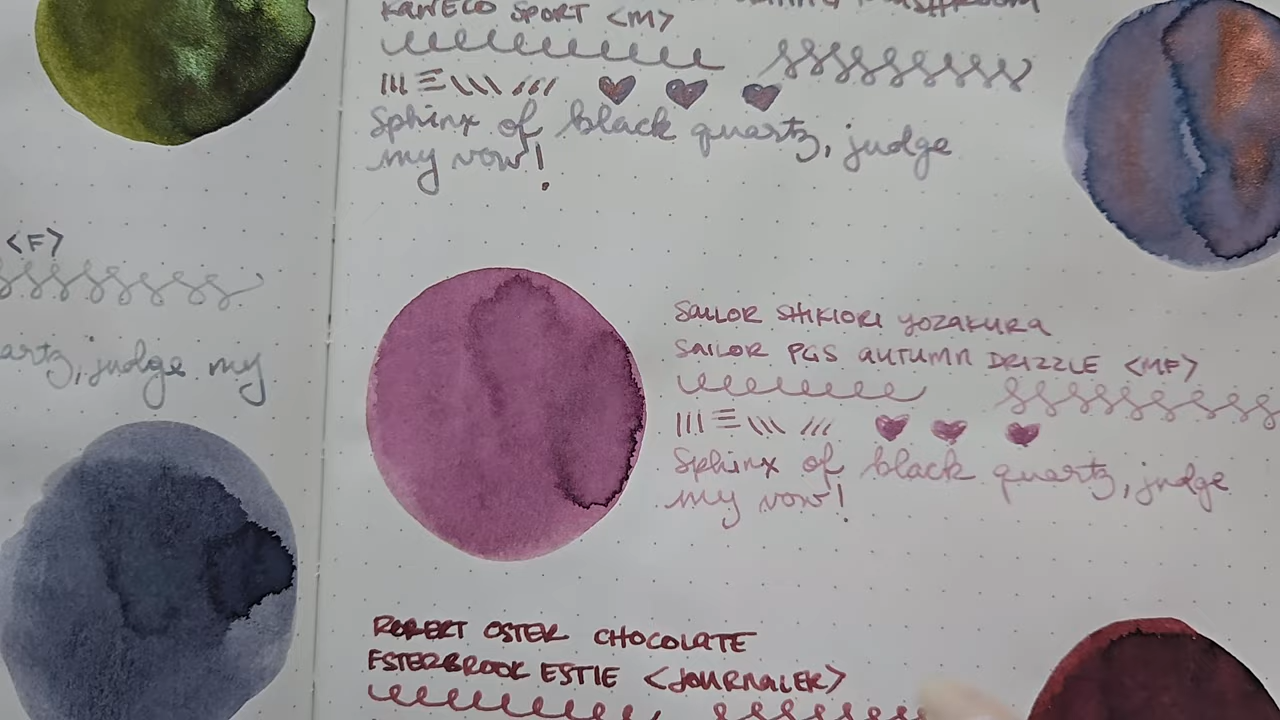 <F>
artz, judge my
KAWECO SPORT <M>
Sphinx of black quartz, judge
my vow!
SAILOR SHIKIORI YOZAKURA
SAILOR PGS AUTUMN DRIZZLE <MF>
Sphinx of black quartz, judge
my vow!
ROBERT OSTER CHOCOLATE
ESTERBROOK ESTIE <JOURNALER>